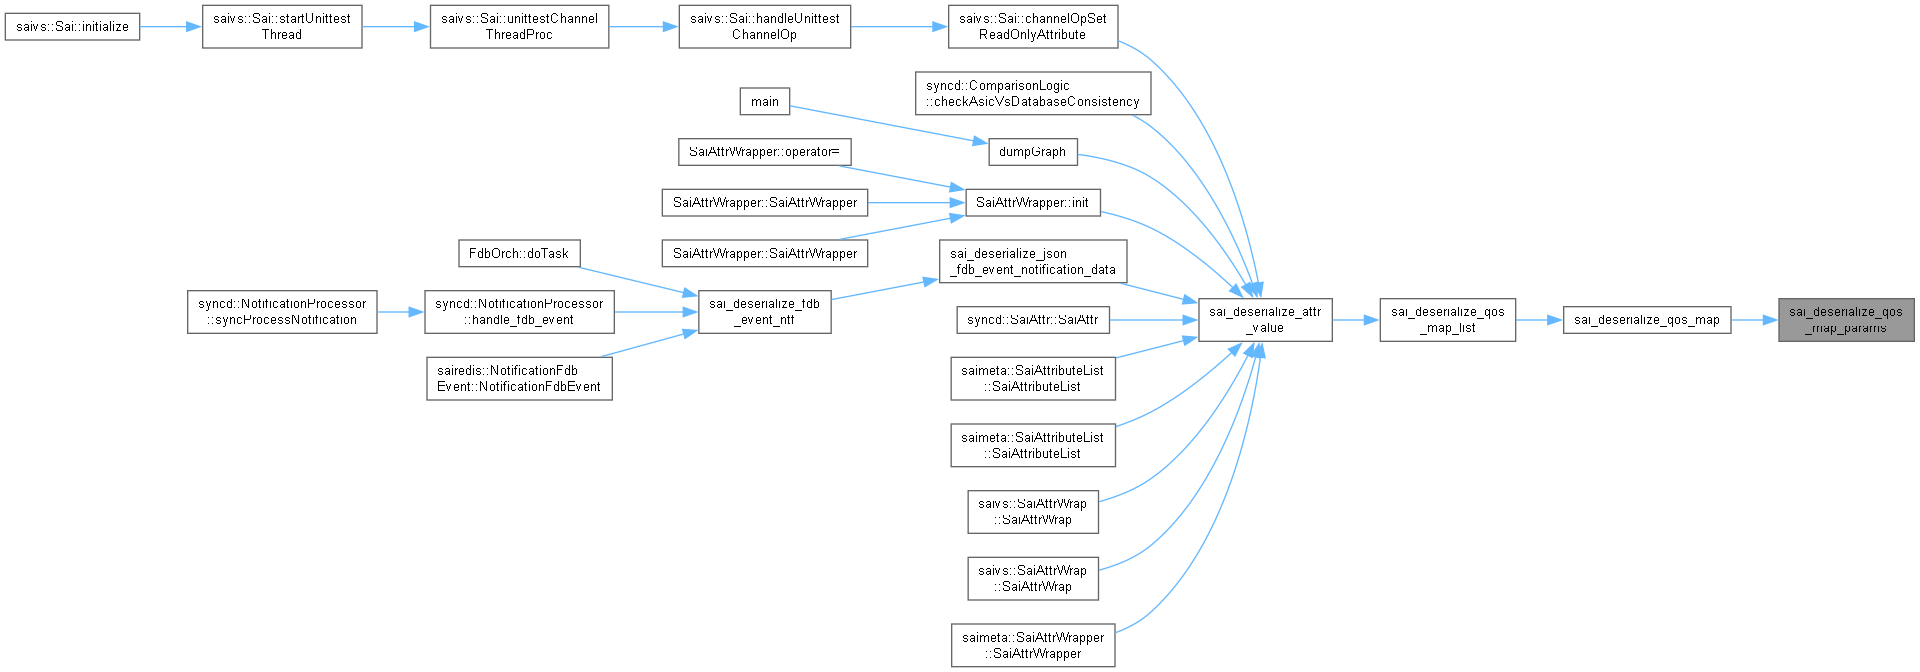 saivs::Sai::initialize
saivs::Sai::startUnittest
Thread
saivs::Sai::unittestChannel
ThreadProc
saivs::Sai::handleUnittest
ChannelOp
saivs::Sai::channelOpSet
ReadOnlyAttribute
syncd::ComparisonLogic
::checkAsicVsDatabaseConsistency
main
dumpGraph
SaiAttrWrapper::operator=
SaiAttrWrapper::SaiAttrWrapper
SaiAttrWrapper::init
SaiAttrWrapper::SaiAttrWrapper
FdbOrch::doTask
sai_deserialize_json
_fdb_event_notification_data
syncd::NotificationProcessor
::syncProcessNotification
syncd::NotificationProcessor
::handle_fdb_event
sai_deserialize_fdb
_event_ntf
syncd::SaiAttr::SaiAttr
sai_deserialize_attr
_value
sai_deserialize_qos
_map_list
sai_deserialize_qos_map
sai_deserialize_qos
_map_params
sairedis::NotificationFdb
Event::NotificationFdbEvent
saimeta::SaiAttributeList
::SaiAttributeList
saimeta::SaiAttributeList
::SaiAttributeList
saivs::SaiAttrWrap
::SaiAttrWrap
saivs::SaiAttrWrap
::SaiAttrWrap
saimeta::SaiAttrWrapper
::SaiAttrWrapper